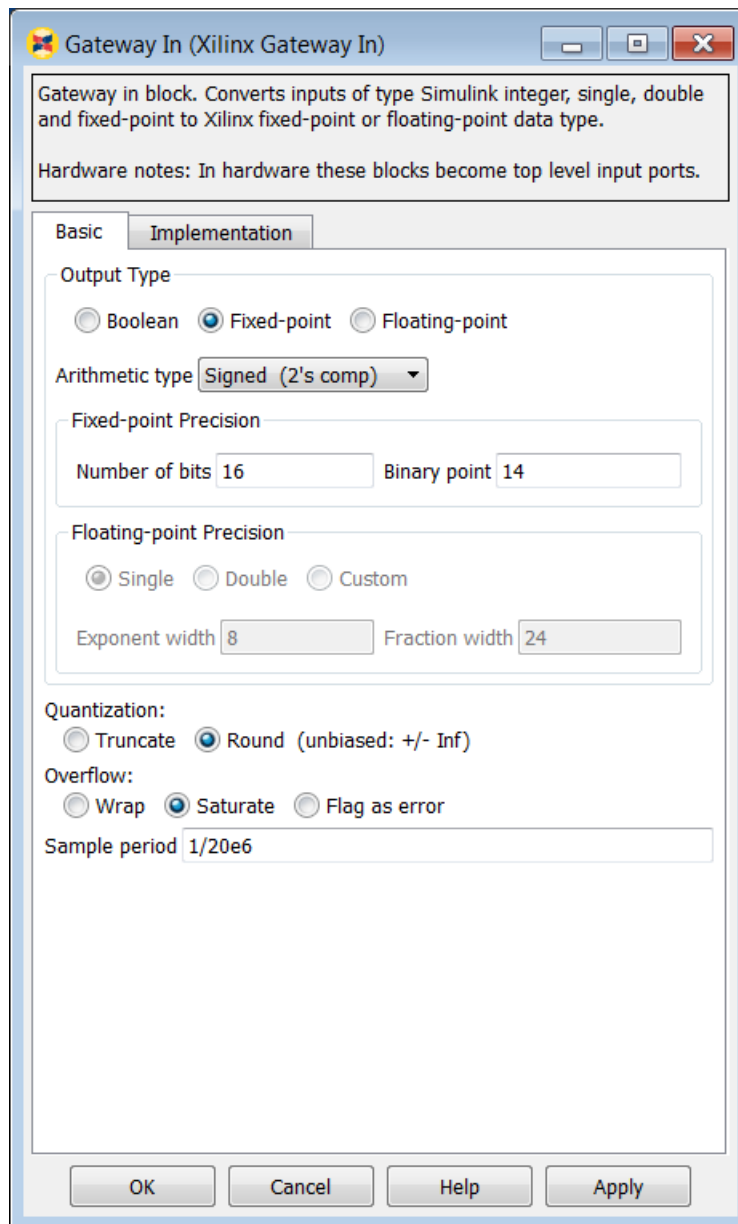 Gateway In (Xilinx Gateway In)
Gateway in block. Converts inputs of type Simulink integer, single, double
and fixed-point to Xilinx fixed-point or floating-point data type.
Hardware notes: In hardware these blocks become top level input ports.
Basic Implementation
Output Type
Boolean Fixed-point Floating-point
Arithmetic type Signed (2's comp)
Fixed-point Precision
Number of bits 16 Binary point 14
Floating-point Precision
Single Double Custom
Exponent width 8 Fraction width 24
Quantization:
Truncate Round (unbiased: +/- Inf)
Overflow:
Wrap Saturate Flag as error
Sample period 1/20e6
OK Cancel Help Apply